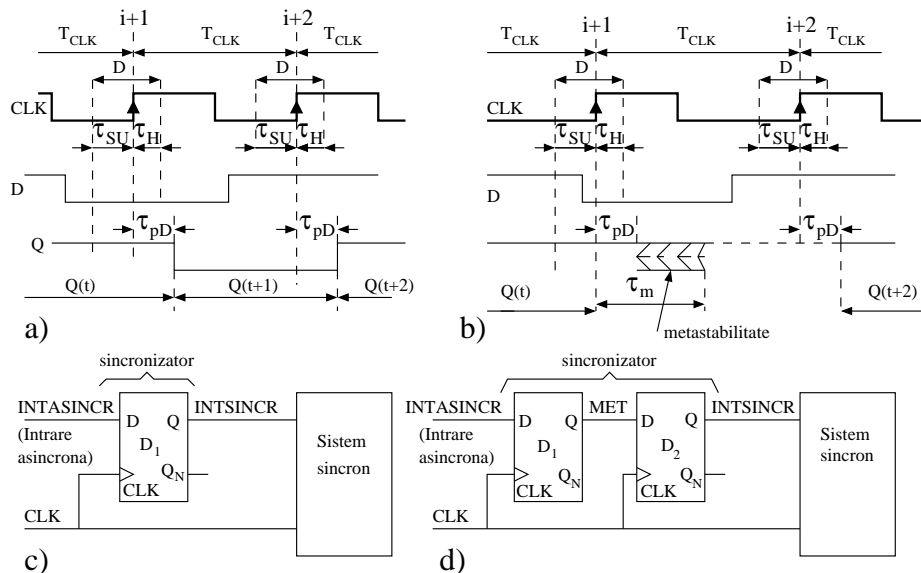 i+1 i+2
T_CLK T_CLK T_CLK
D D
CLK
τ_SU τ_H τ_SU τ_H
D
τ_pD τ_pD
Q
Q(t) Q(t+1) Q(t+2)
a)
i+1 i+2
T_CLK T_CLK T_CLK
D D
CLK
τ_SU τ_H τ_SU τ_H
D
τ_pD τ_pD
Q
Q(t) τ_m Q(t+2)
metastabilitate
b)
sincronizator
INTASINCR D Q INTSINCR
(Intrare asincrona)
D_1
Q_N
CLK
Sistem
sincron
CLK
c)
sincronizator
INTASINCR D Q MET D Q INTSINCR
(Intrare
asincrona)
D_1 D_2
Q_N Q_N
CLK CLK
Sistem
sincron
CLK
d)